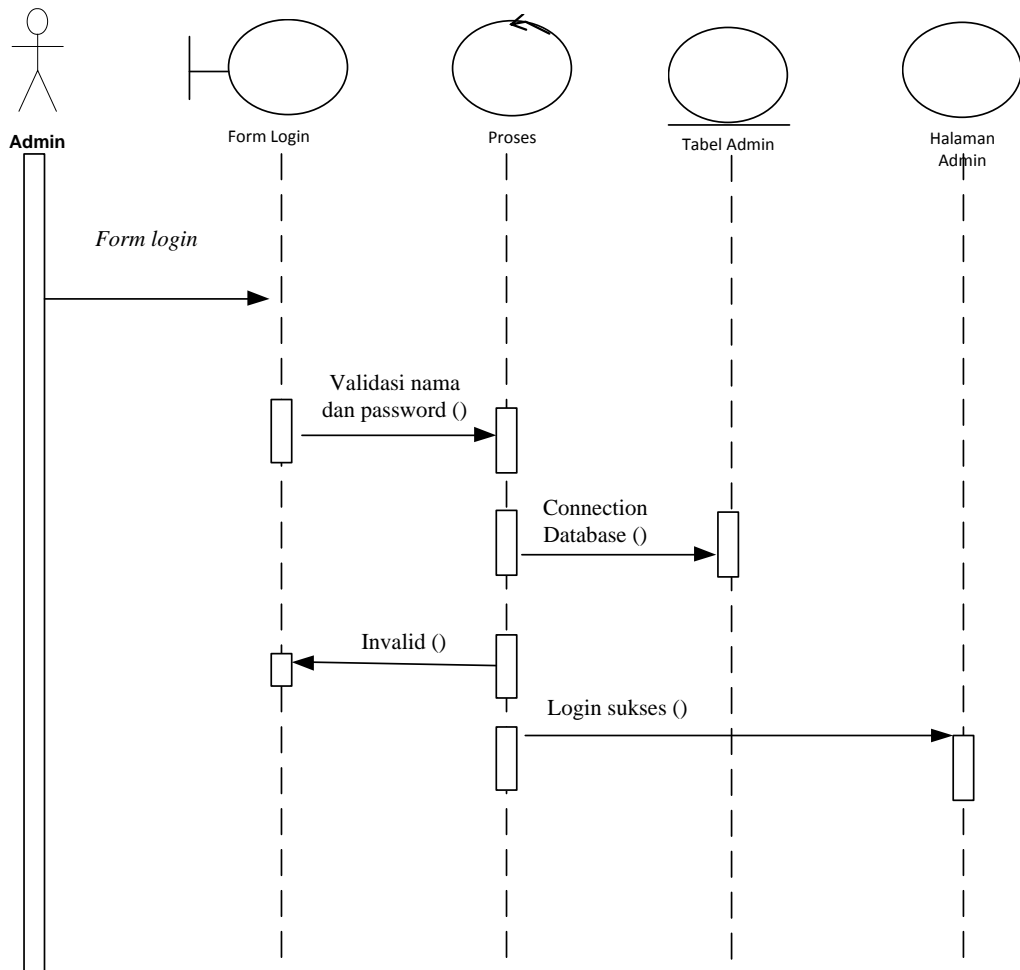 Admin
Form Login
Proses
Tabel Admin
Halaman
Admin
Form login
Validasi nama
dan password ()
Connection
Database ()
Invalid ()
Login sukses ()